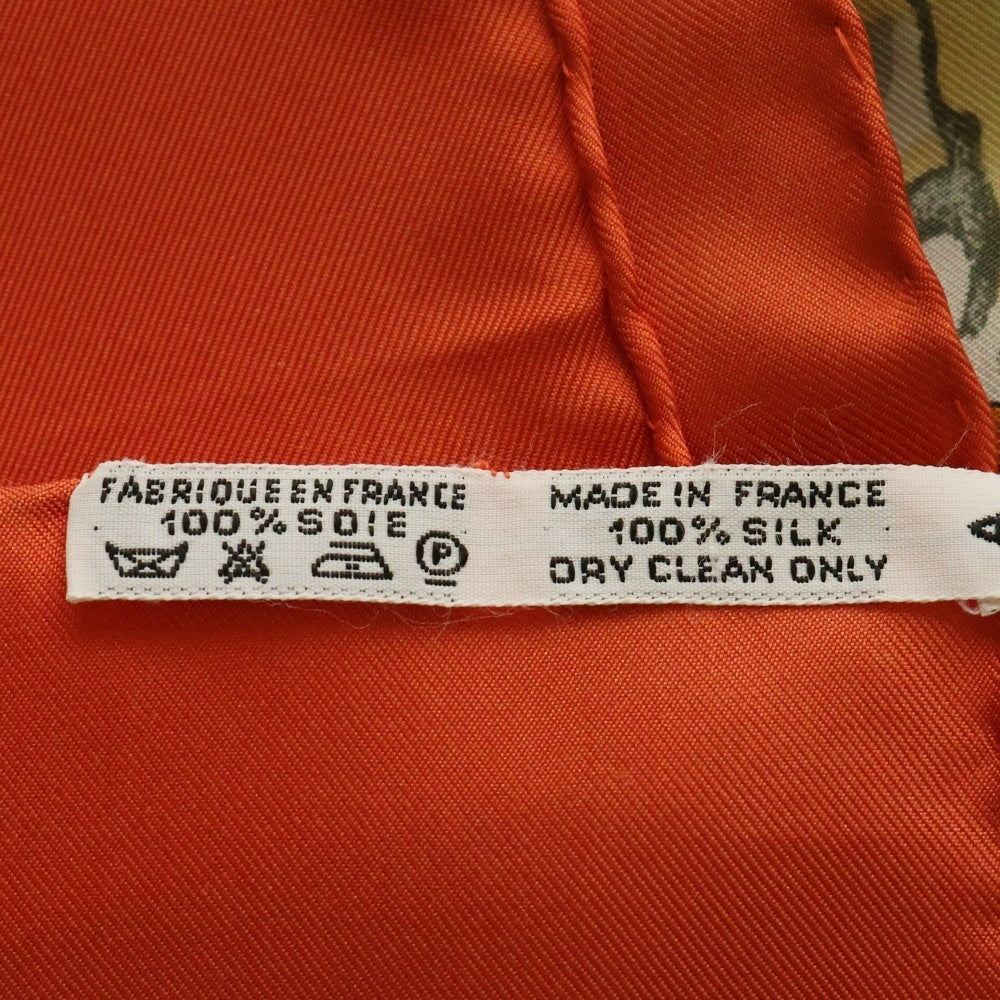 FABRIQUE EN FRANCE
100% SOIE
P
MADE IN FRANCE
100% SILK
DRY CLEAN ONLY
A